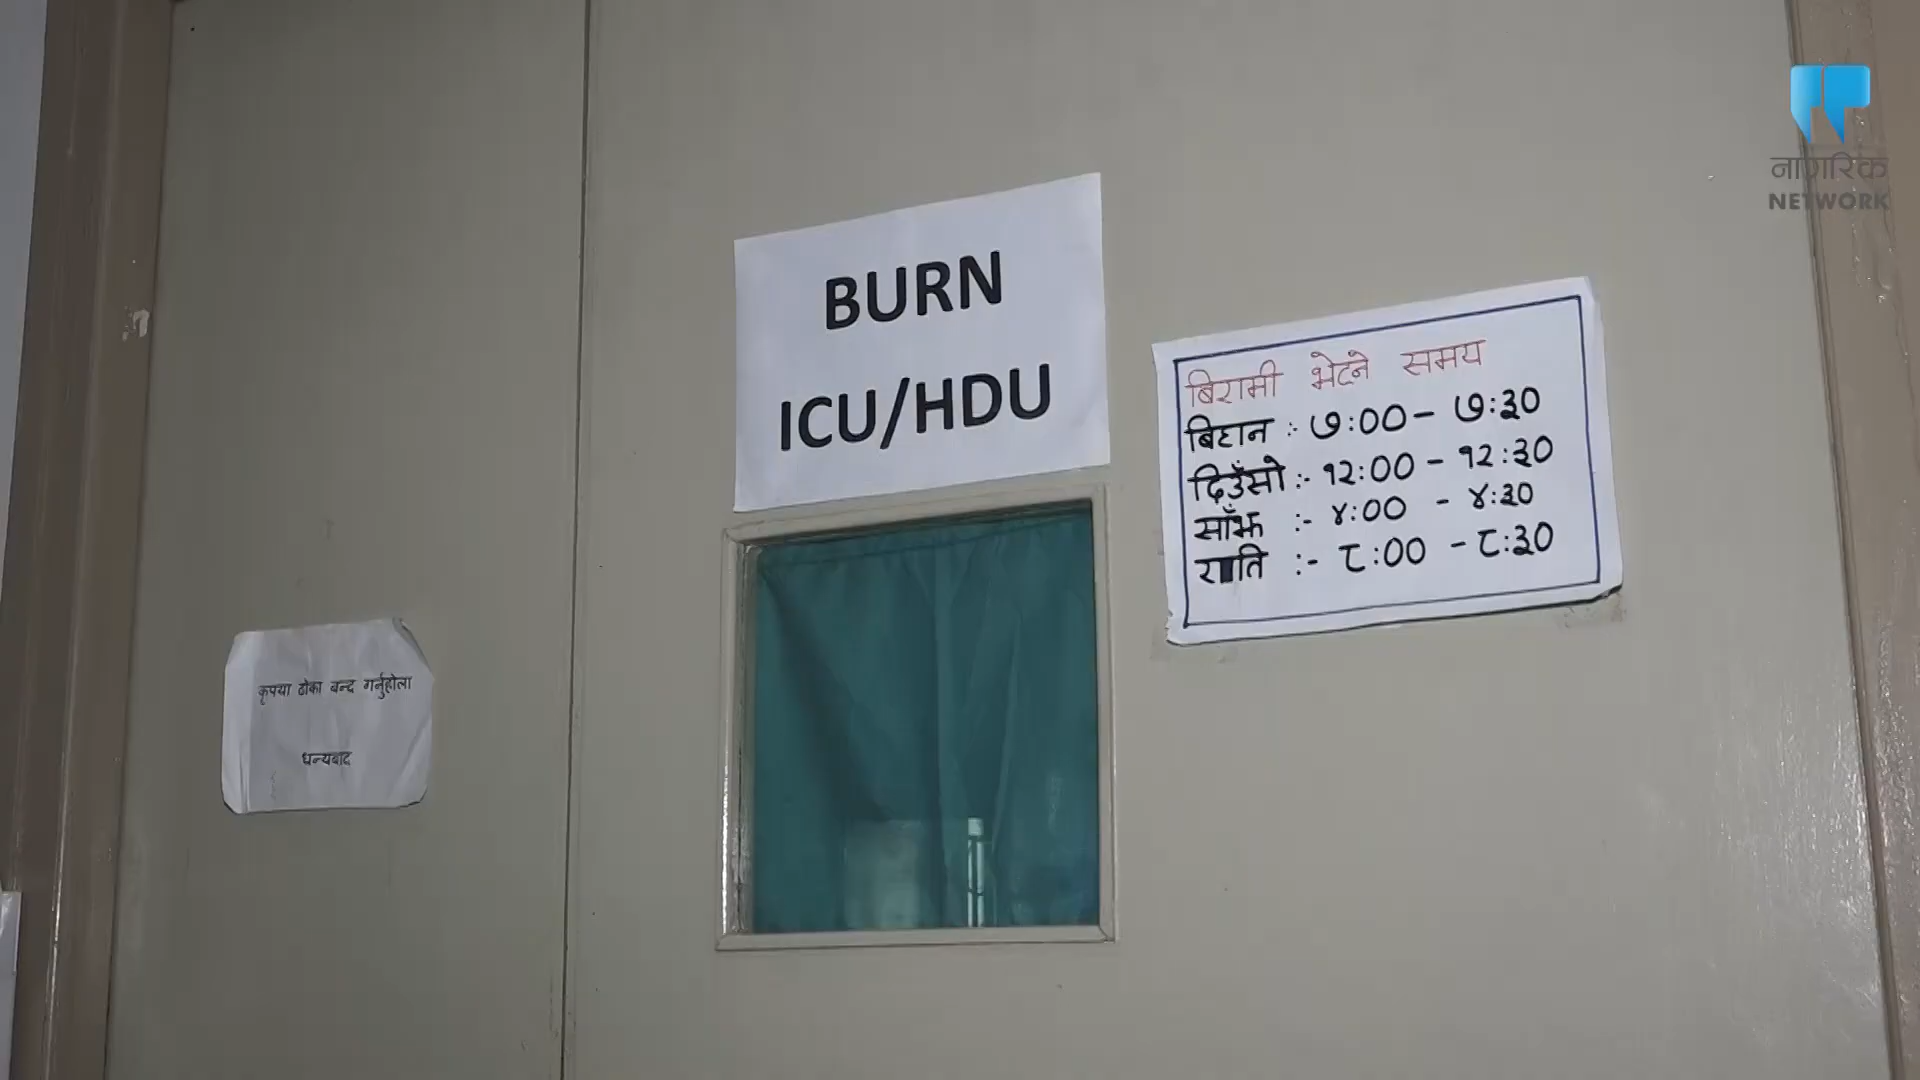 BURN
ICU/HDU
बिरामी भेट्ने समय
बिहान :- ७:००- ७:३०
दिउँसो :- १२:०० - १२:३०
साँझ :- ४:०० - ४:३०
राति :- ८:०० - ८:३०
कृपया ढोका बन्द गर्नुहोला
धन्यबाद
नागरिक
NETWORK